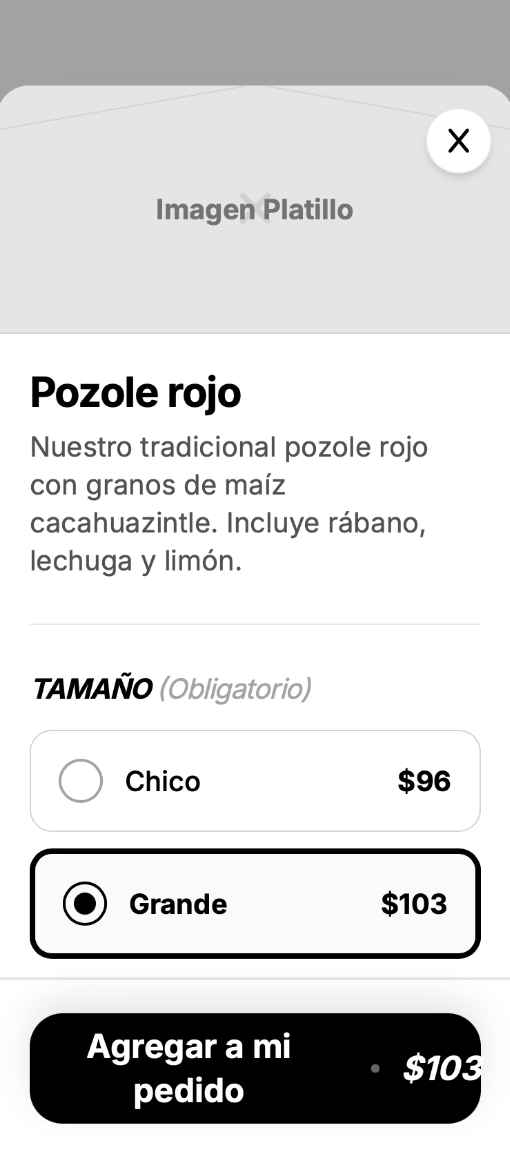 Imagen Platillo
Pozole rojo
Nuestro tradicional pozole rojo
con granos de maíz
cacahuazintle. Incluye rábano,
lechuga y limón.
TAMAÑO (Obligatorio)
Chico $96
Grande $103
Agregar a mi
pedido • $103